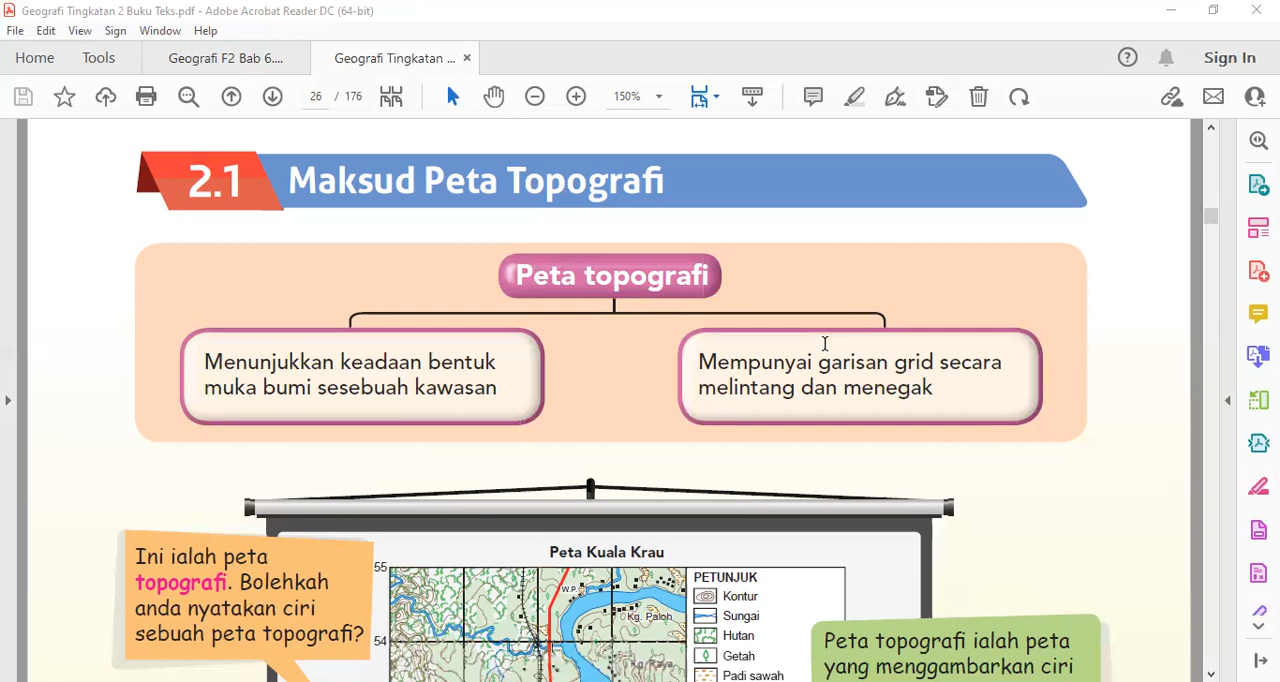 Geografi Tingkatan 2 Buku Teks.pdf - Adobe Acrobat Reader DC (64-bit)
File Edit View Sign Window Help
Home Tools Geografi F2 Bab 6.... Geografi Tingkatan ... × Sign In
26 / 176 150%
2.1 Maksud Peta Topografi
Peta topografi
Menunjukkan keadaan bentuk
muka bumi sesebuah kawasan
Mempunyai garisan grid secara
melintang dan menegak
Ini ialah peta
topografi. Bolehkah
anda nyatakan ciri
sebuah peta topografi?
Peta Kuala Krau
55
54
W.P.
Kg. Paloh
Kg. Raya
PETUNJUK
Kontur
Sungai
Hutan
Getah
Padi sawah
Peta topografi ialah peta
yang menggambarkan ciri